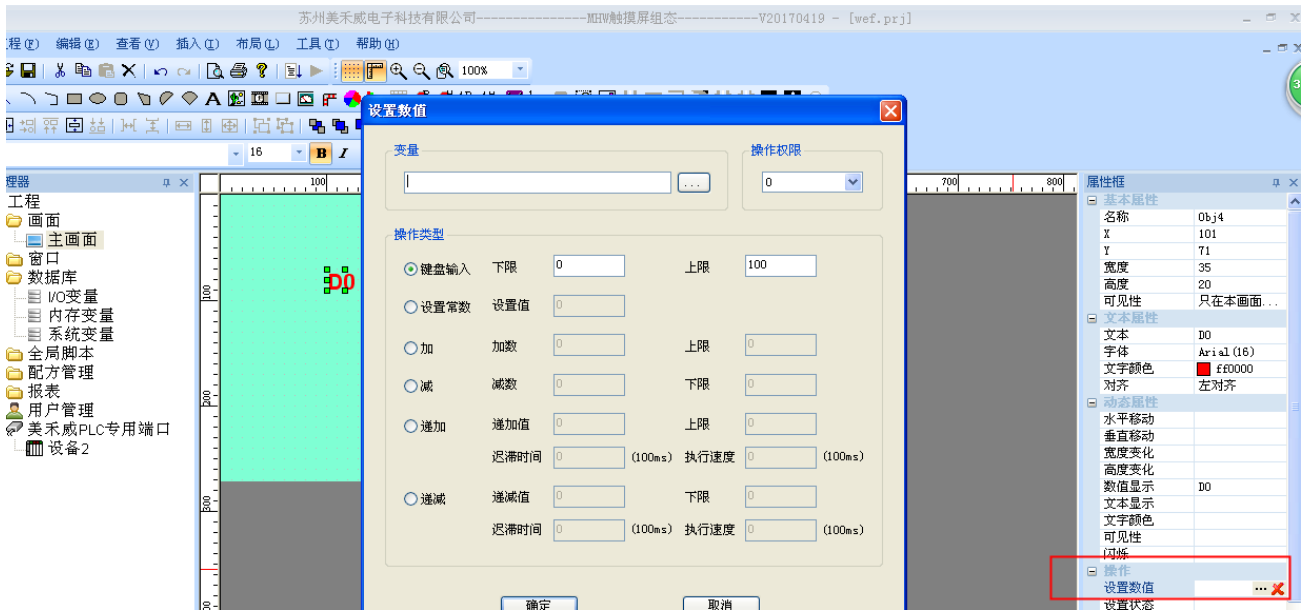 苏州美禾威电子科技有限公司----------------MHW触摸屏组态-----------V20170419 - [wef.prj]
程(F) 编辑(E) 查看(V) 插入(I) 布局(L) 工具(T) 帮助(H)
100%
16 B I
设置数值
变量 操作权限
... 0
操作类型
键盘输入 下限 0 上限 100
设置常数 设置值 0
加 加数 0 上限 0
减 减数 0 下限 0
递加 递加值 0 上限 0
迟滞时间 0 (100ms) 执行速度 0 (100ms)
递减 递减值 0 下限 0
迟滞时间 0 (100ms) 执行速度 0 (100ms)
确定 取消
理器
工程
画面
主画面
窗口
数据库
I/O变量
内存变量
系统变量
全局脚本
配方管理
报表
用户管理
美禾威PLC专用端口
设备2
100 700 800
100
200
300
D0
属性框
基本属性
名称 Obj4
X 101
Y 71
宽度 35
高度 20
可见性 只在本画面...
文本属性
文本 D0
字体 Arial(16)
文字颜色 ff0000
对齐 左对齐
动态属性
水平移动
垂直移动
宽度变化
高度变化
数值显示 D0
文本显示
文字颜色
可见性
闪烁
操作
设置数值 ...
设置状态